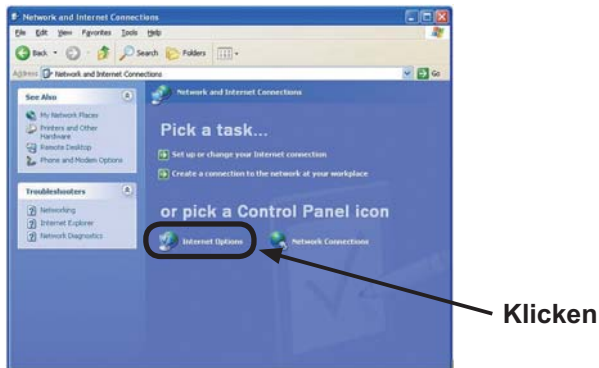 Network and Internet Connections
File Edit View Favorites Tools Help
Back Search Folders
Address Network and Internet Connections Go
See Also
My Network Places
Printers and Other
Hardware
Remote Desktop
Phone and Modem Options
Troubleshooters
Networking
Internet Explorer
Network Diagnostics
Network and Internet Connections
Pick a task...
Set up or change your Internet connection
Create a connection to the network at your workplace
or pick a Control Panel icon
Internet Options Network Connections
Klicken